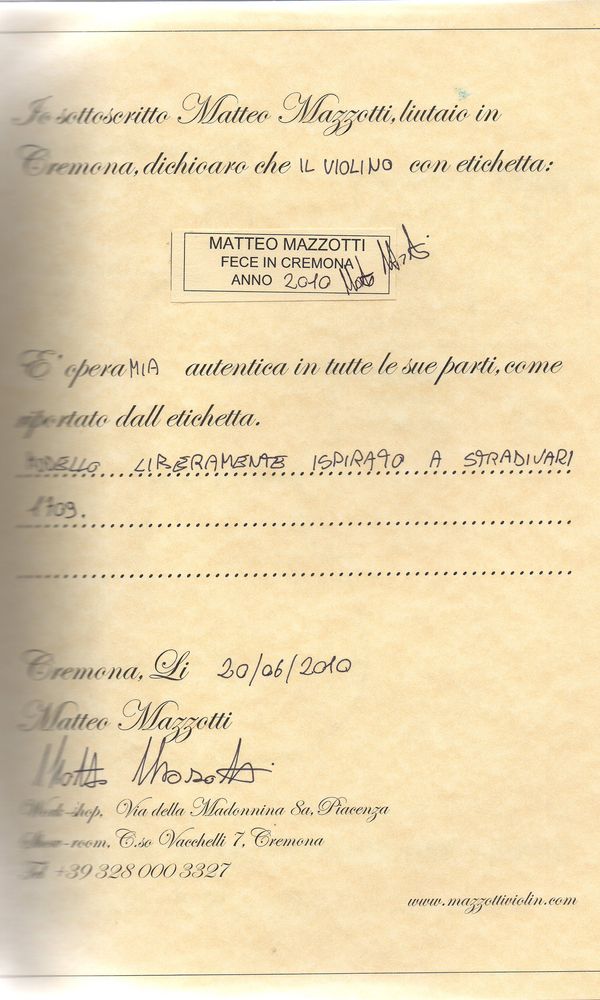 Io sottoscritto Matteo Mazzotti, liutaio in
Cremona, dichioaro che IL VIOLINO con etichetta:
MATTEO MAZZOTTI
FECE IN CREMONA
ANNO 2010
E' opera MIA autentica in tutte le sue parti, come
riportato dall etichetta.
MODELLO LIBERAMENTE ISPIRATO A STRADIVARI
1709.
Cremona, Li 20/06/2010
Matteo Mazzotti
Work-shop, Via della Madonnina 8a, Piacenza
Show-room, C.so Vacchelli 7, Cremona
Tel +39 328 000 3327
www.mazzottiviolin.com